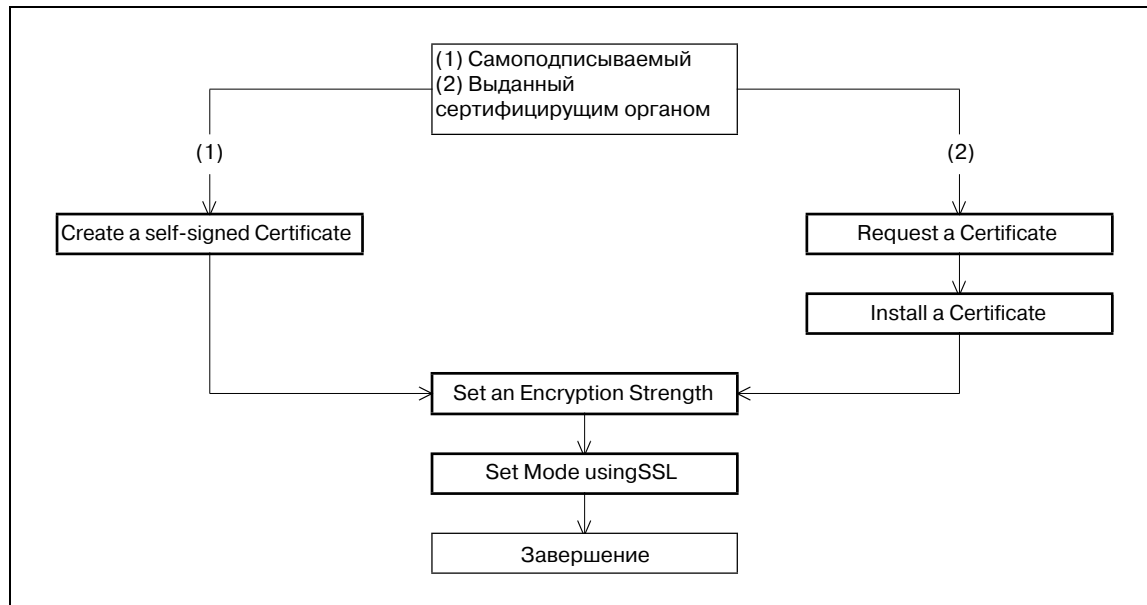 (1) Самоподписываемый
(2) Выданный
сертифицирущим органом
(1)
(2)
Create a self-signed Certificate
Request a Certificate
Install a Certificate
Set an Encryption Strength
Set Mode usingSSL
Завершение